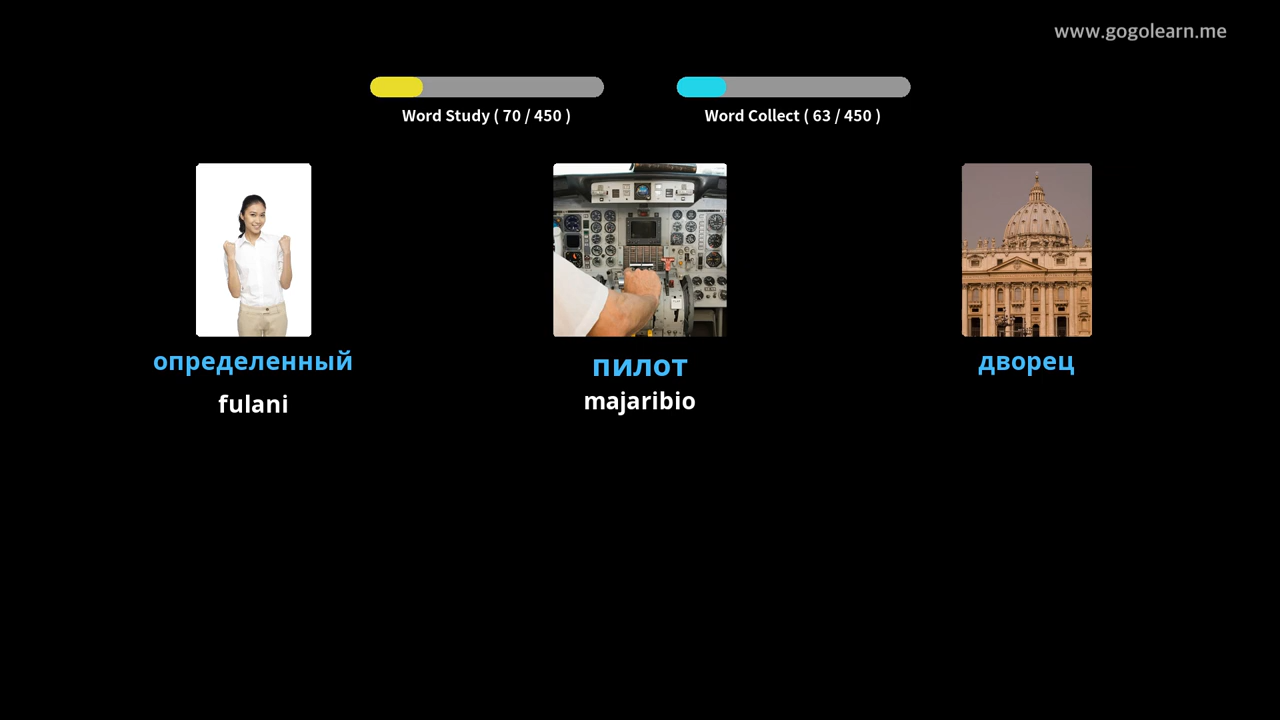 www.gogolearn.me
Word Study ( 70 / 450 )
Word Collect ( 63 / 450 )
определенный
пилот
дворец
fulani
majaribio